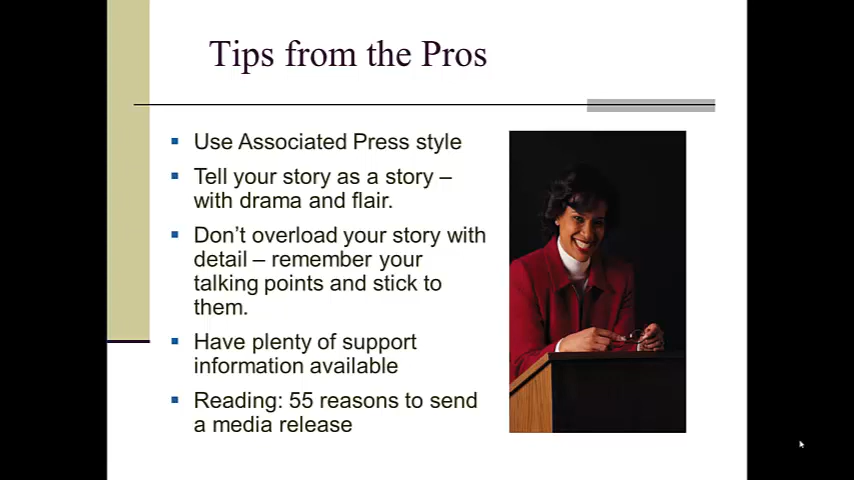 Tips from the Pros
Use Associated Press style
Tell your story as a story –
with drama and flair.
Don’t overload your story with
detail – remember your
talking points and stick to
them.
Have plenty of support
information available
Reading: 55 reasons to send
a media release